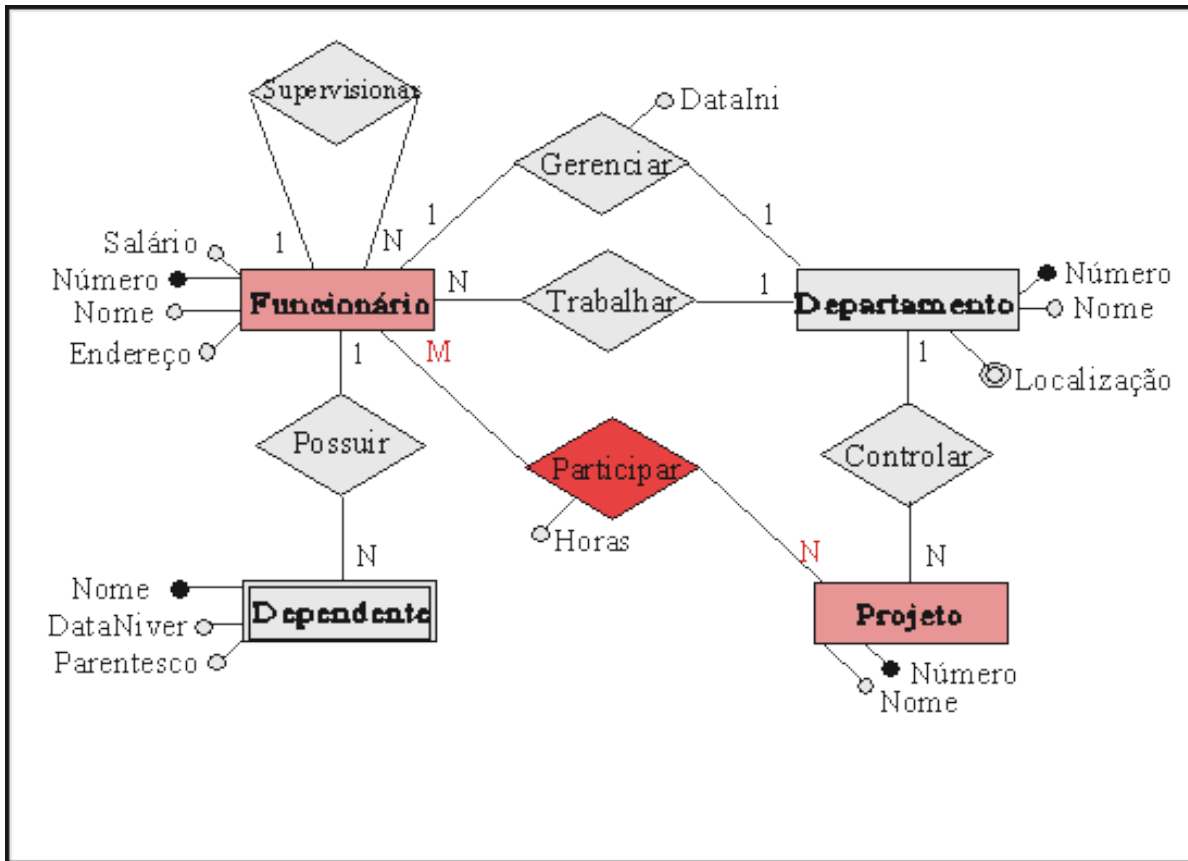 Supervisionar
DataIni
Gerenciar
1
1
Salário
1
N
Número
Nome
Endereço
Funcionário
N
Trabalhar
1
Departamento
Número
Nome
Localização
1
M
1
Possuir
Participar
Controlar
Horas
N
N
N
Nome
DataNiver
Parentesco
Dependente
Projeto
Número
Nome